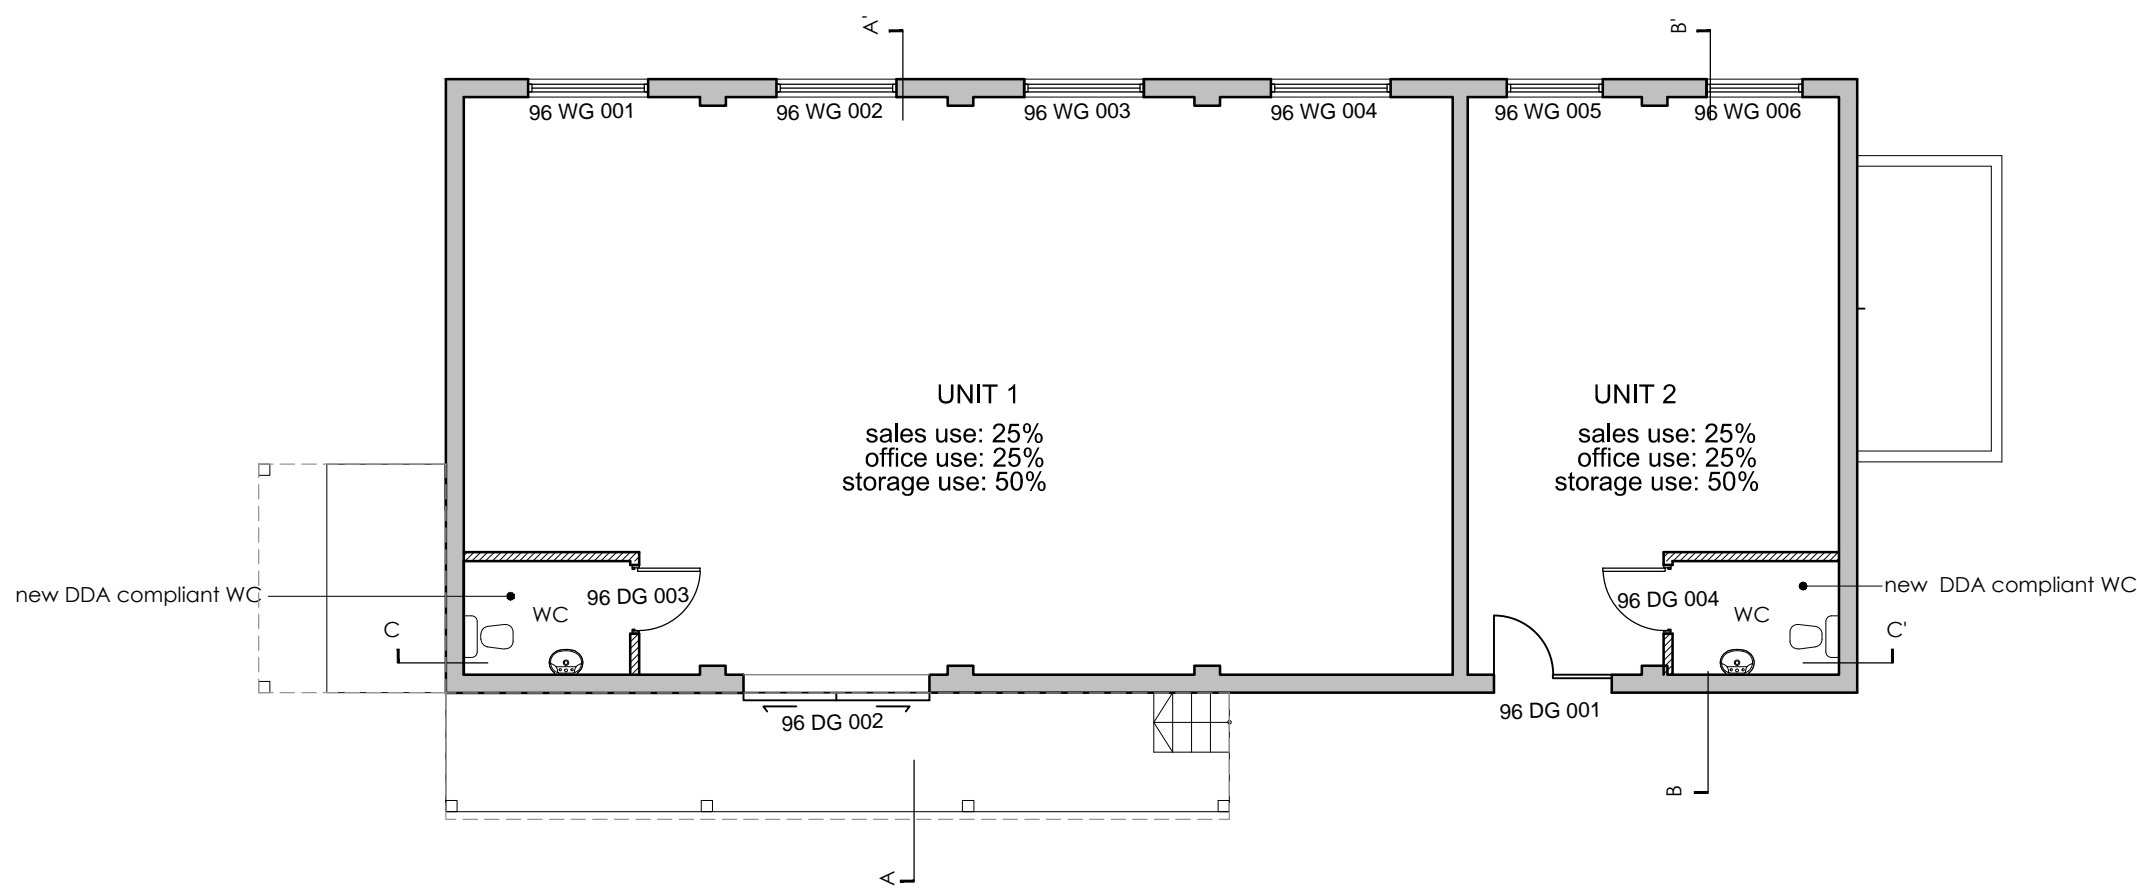 A'
B'
96 WG 001
96 WG 002
96 WG 003
96 WG 004
96 WG 005
96 WG 006
UNIT 1
sales use: 25%
office use: 25%
storage use: 50%
UNIT 2
sales use: 25%
office use: 25%
storage use: 50%
new DDA compliant WC
WC
96 DG 003
96 DG 004
WC
new DDA compliant WC
C
C'
96 DG 002
96 DG 001
B
A